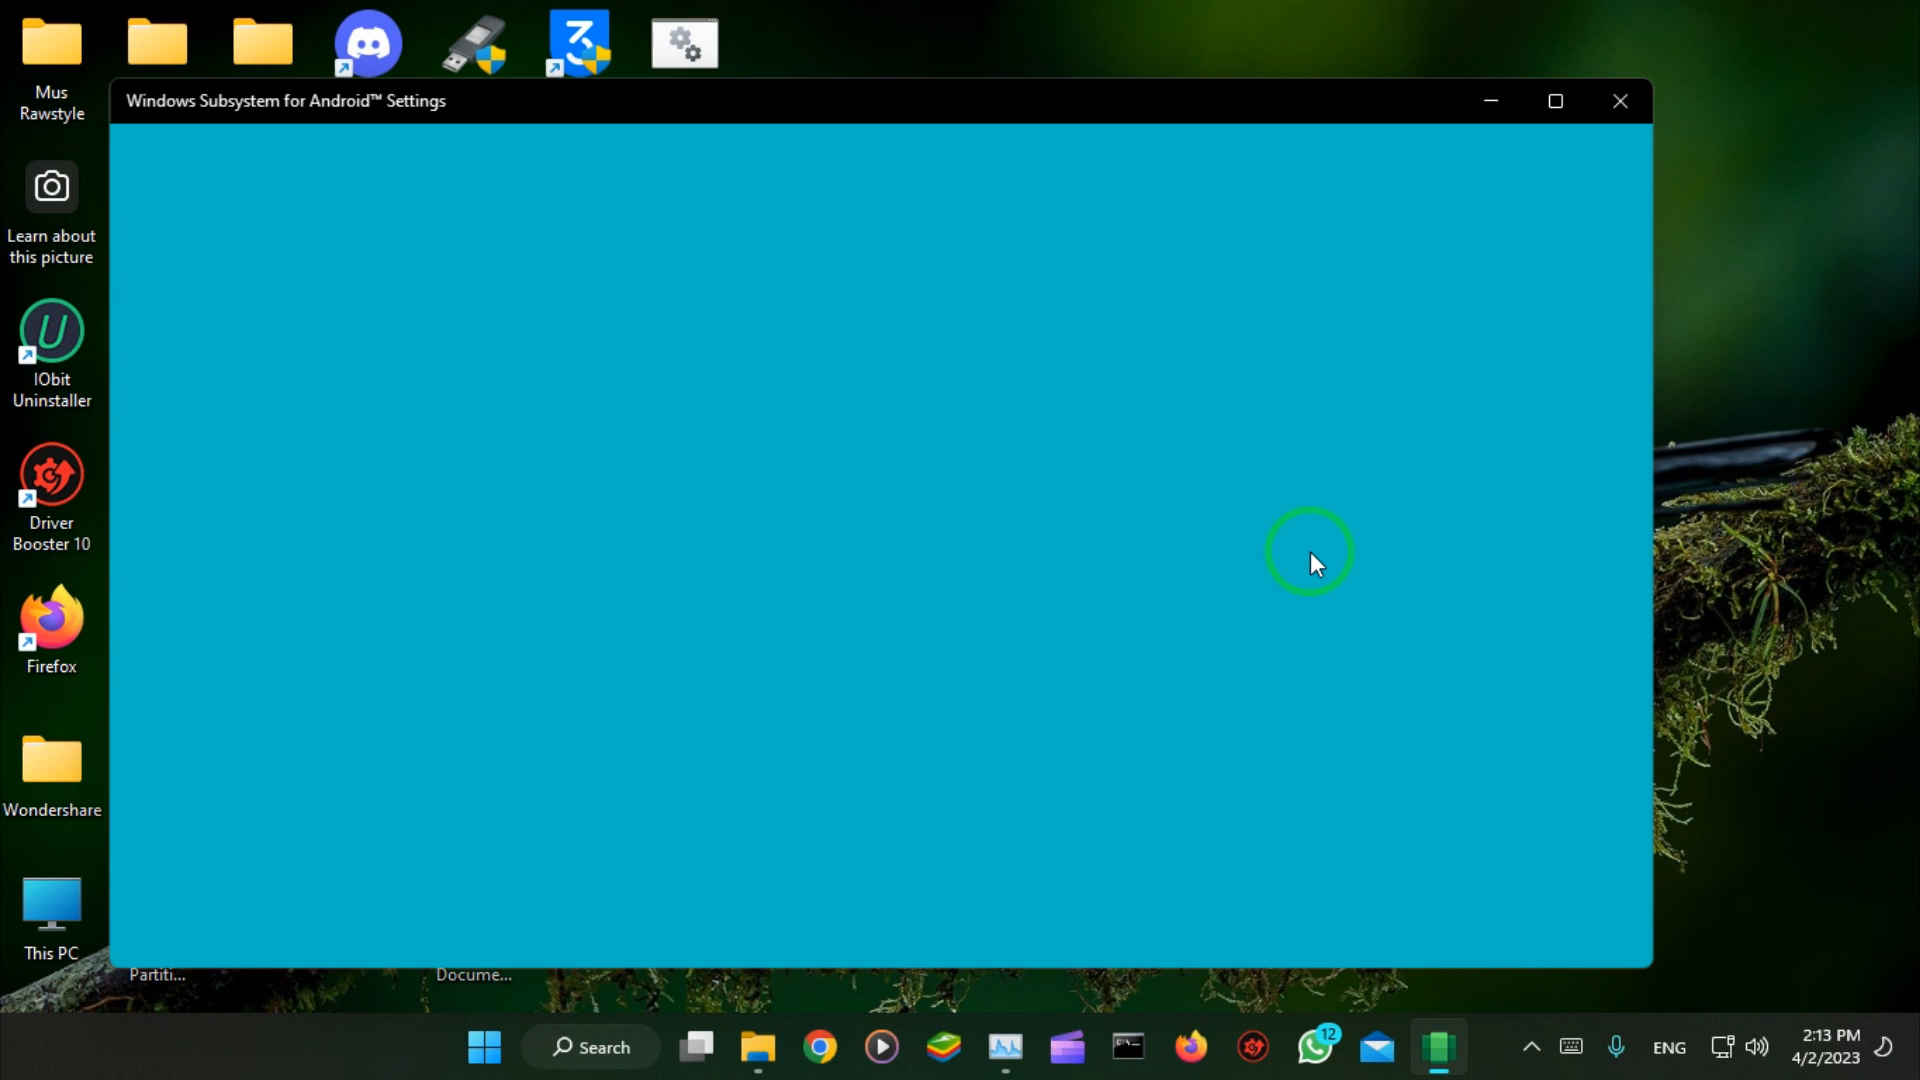 Windows Subsystem for Android™ Settings
Mus
Rawstyle
Learn about
this picture
IObit
Uninstaller
Driver
Booster 10
Firefox
Wondershare
This PC
Partiti...
Docume...
Search
12
ENG
2:13 PM
4/2/2023